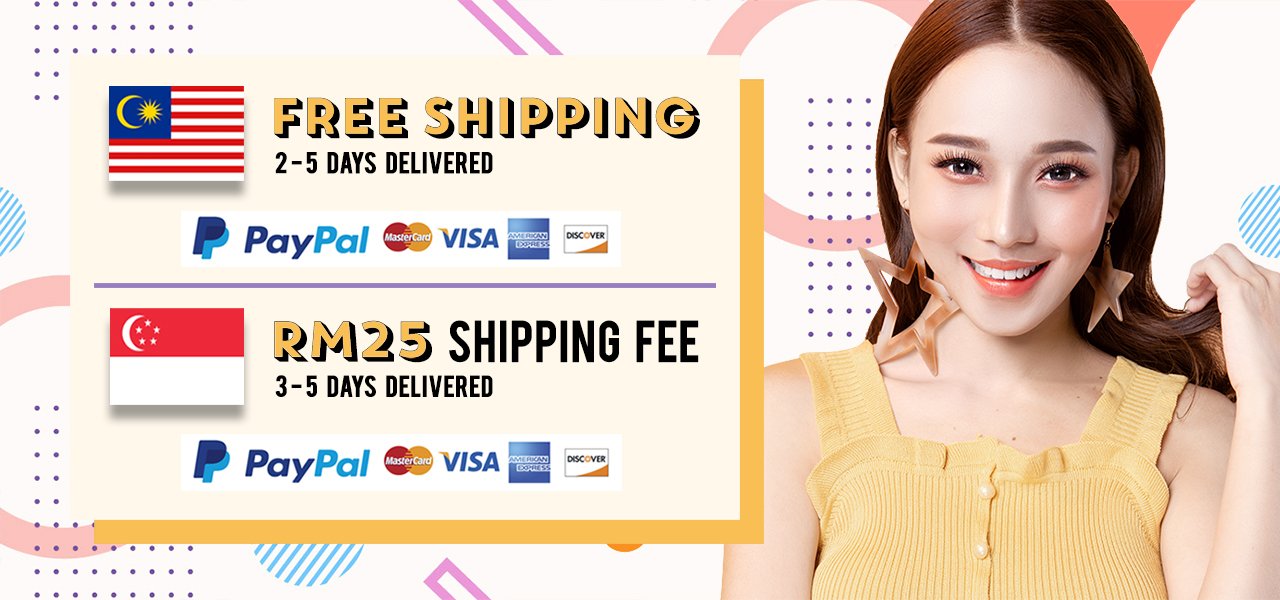 FREE SHIPPING
2-5 DAYS DELIVERED
PayPal MasterCard VISA AMERICAN EXPRESS DISCOVER
RM25 SHIPPING FEE
3-5 DAYS DELIVERED
PayPal MasterCard VISA AMERICAN EXPRESS DISCOVER